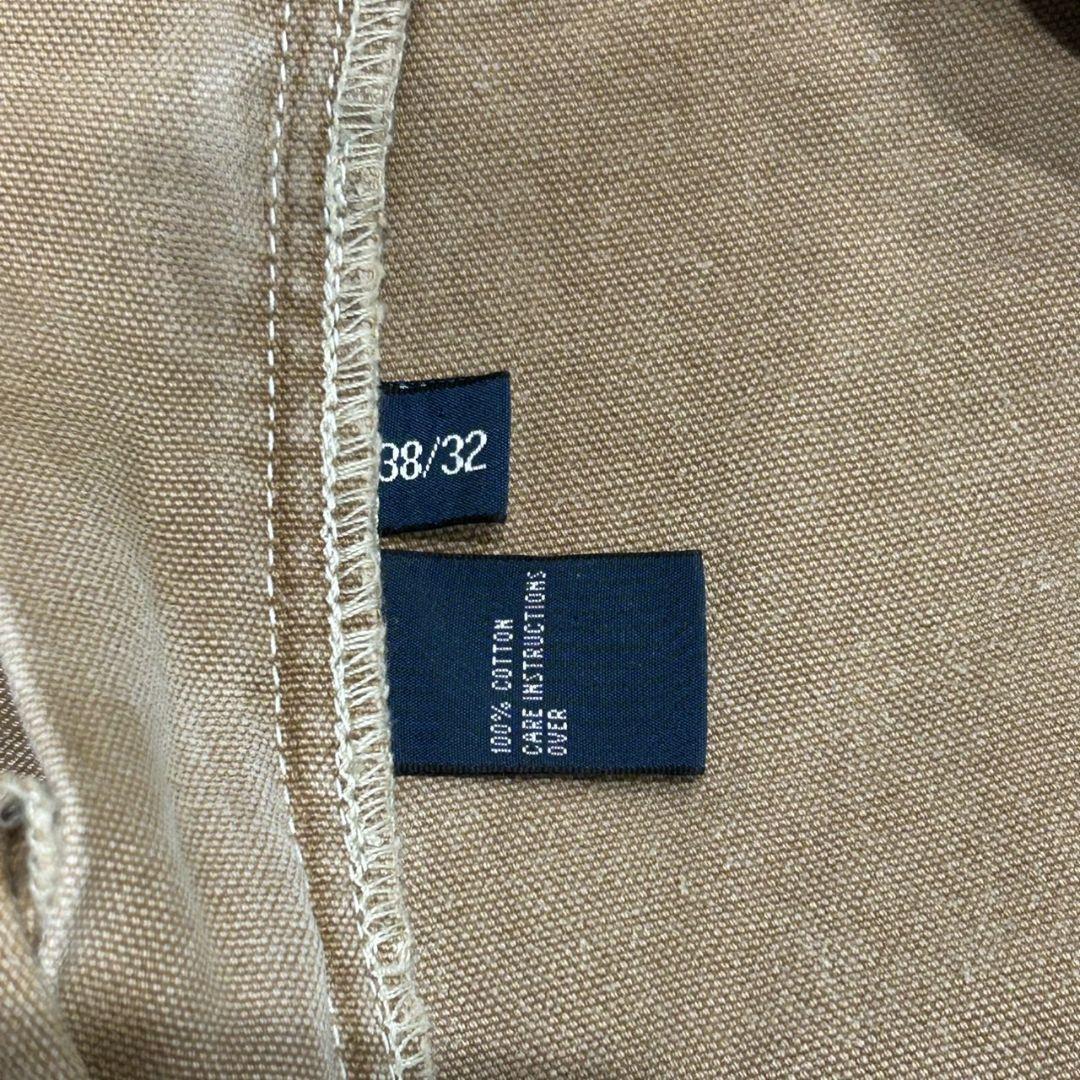 38/32
100% COTTON
CARE INSTRUCTIONS
OVER